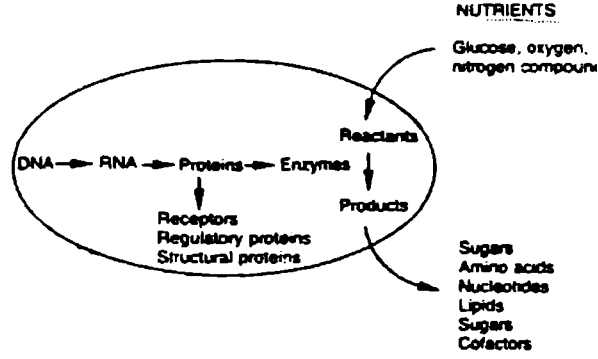 NUTRIENTS
Glucose, oxygen,
nitrogen compound
Reactants
DNA RNA Proteins Enzymes
Products
Receptors
Regulatory proteins
Structural proteins
Sugars
Amino acids
Nucleotides
Lipids
Sugars
Cofactors